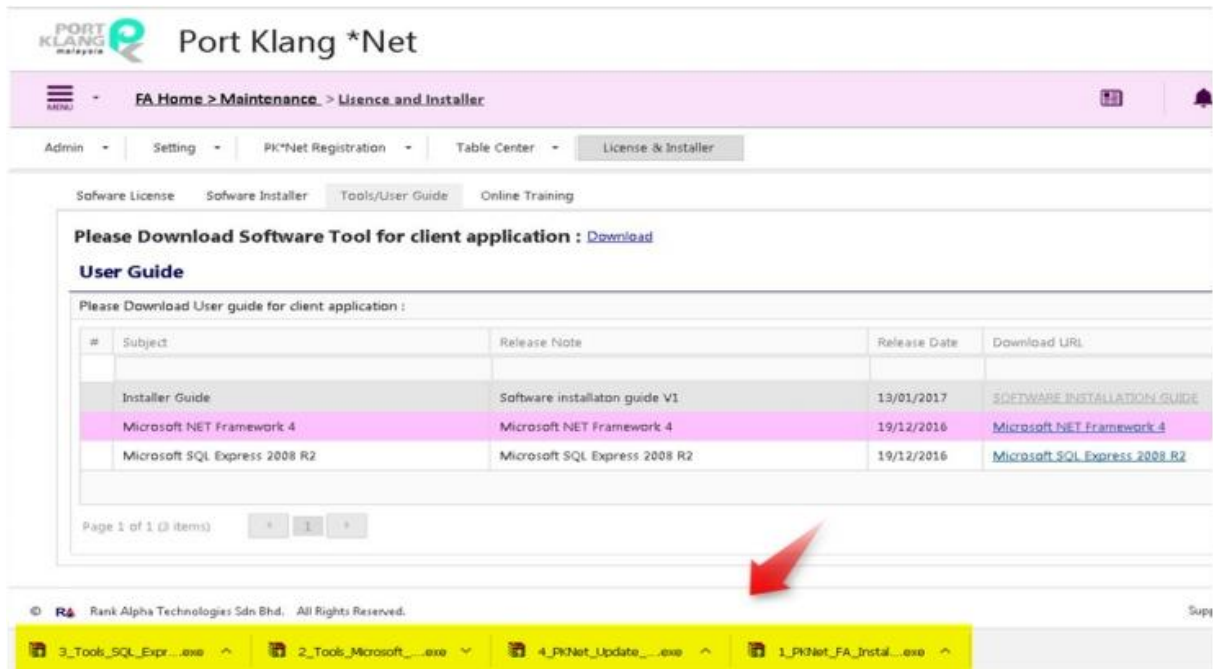 PORT
KLANG
malaysia
Port Klang *Net
MENU
FA Home > Maintenance > Lisence and Installer
Admin Setting PK*Net Registration Table Center License & Installer
Sofware License Sofware Installer Tools/User Guide Online Training
Please Download Software Tool for client application : Download
User Guide
Please Download User guide for client application :
# Subject Release Note Release Date Download URL
Installer Guide Software installaton guide V1 13/01/2017 SOFTWARE INSTALLATION GUIDE
Microsoft NET Framework 4 Microsoft NET Framework 4 19/12/2016 Microsoft NET Framework 4
Microsoft SQL Express 2008 R2 Microsoft SQL Express 2008 R2 19/12/2016 Microsoft SQL Express 2008 R2
Page 1 of 1 (3 items) 1
© RA Rank Alpha Technologies Sdn Bhd. All Rights Reserved. Supp
3_Tools_SQL_Expr....exe 2_Tools_Microsoft_....exe 4_PKNet_Update_....exe 1_PKNet_FA_Instal....exe